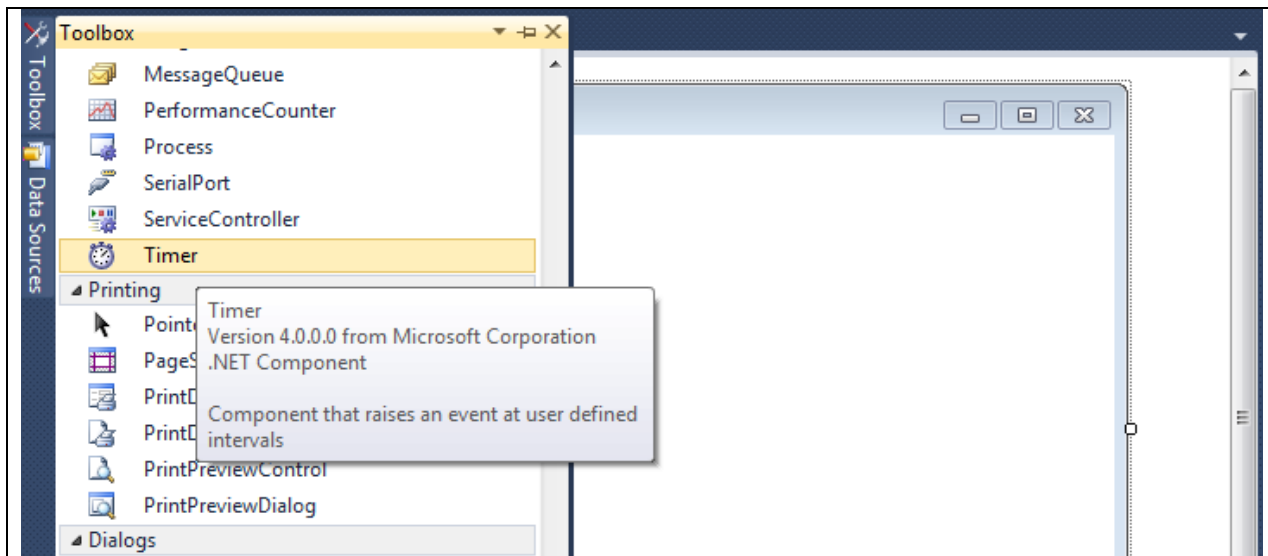 Toolbox
Toolbox
Data Sources
MessageQueue
PerformanceCounter
Process
SerialPort
ServiceController
Timer
Printing
Timer
Version 4.0.0.0 from Microsoft Corporation
.NET Component
Component that raises an event at user defined
intervals
PrintPreviewControl
PrintPreviewDialog
Dialogs